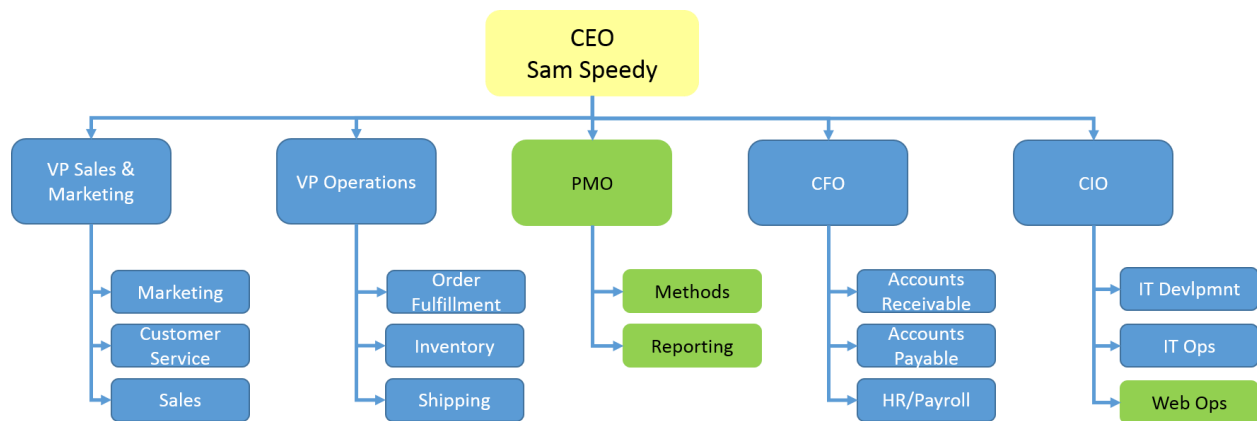 CEO
Sam Speedy
VP Sales &
Marketing
VP Operations
PMO
CFO
CIO
Marketing
Customer
Service
Sales
Order
Fulfillment
Inventory
Shipping
Methods
Reporting
Accounts
Receivable
Accounts
Payable
HR/Payroll
IT Devlpmnt
IT Ops
Web Ops